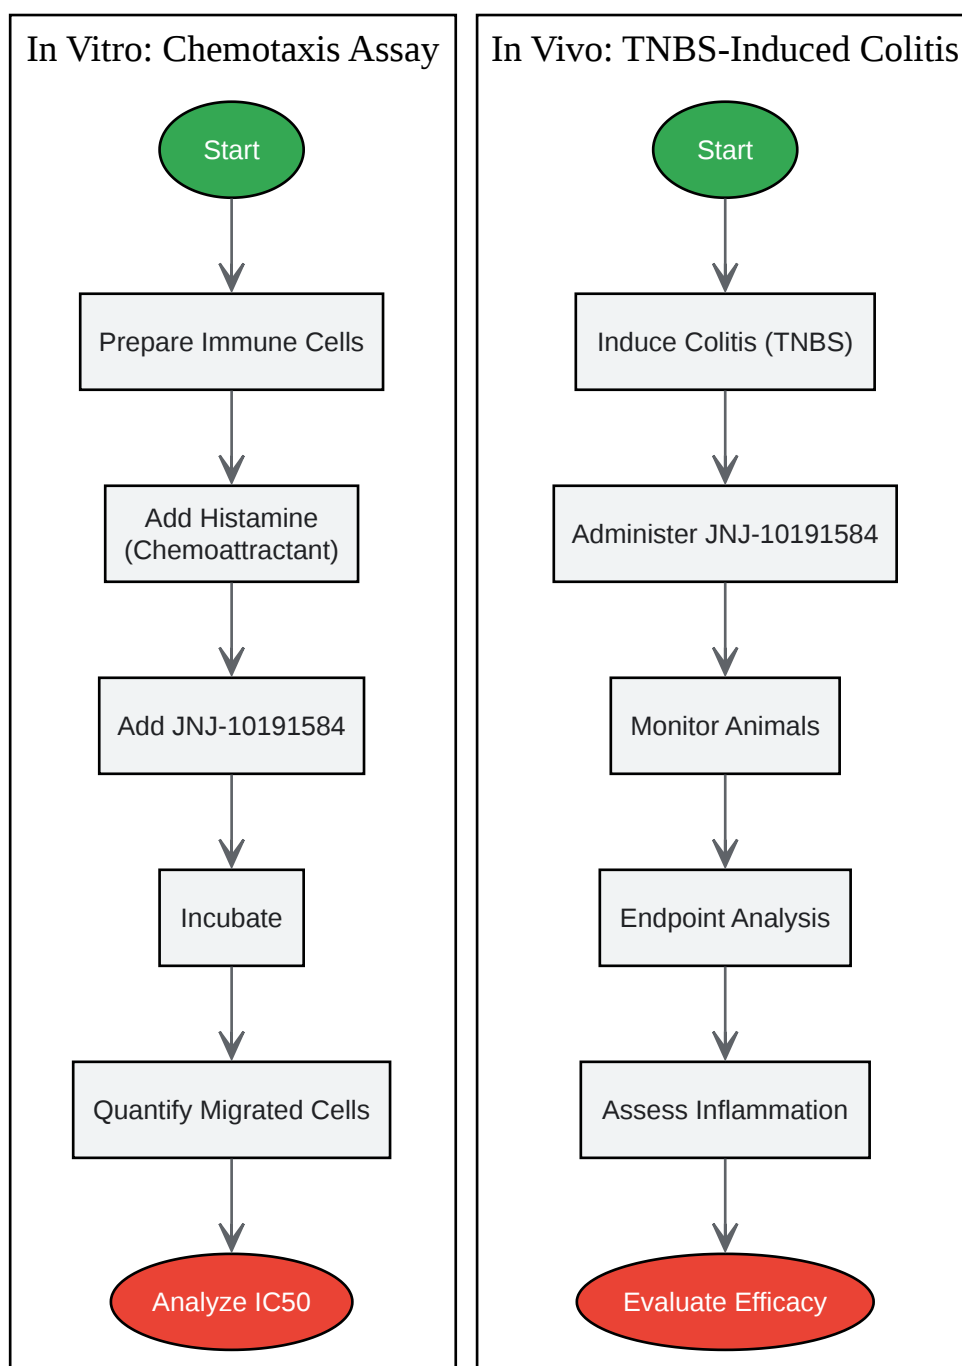 In Vitro: Chemotaxis Assay
Start
Prepare Immune Cells
Add Histamine
(Chemoattractant)
Add JNJ-10191584
Incubate
Quantify Migrated Cells
Analyze IC50
In Vivo: TNBS-Induced Colitis
Start
Induce Colitis (TNBS)
Administer JNJ-10191584
Monitor Animals
Endpoint Analysis
Assess Inflammation
Evaluate Efficacy